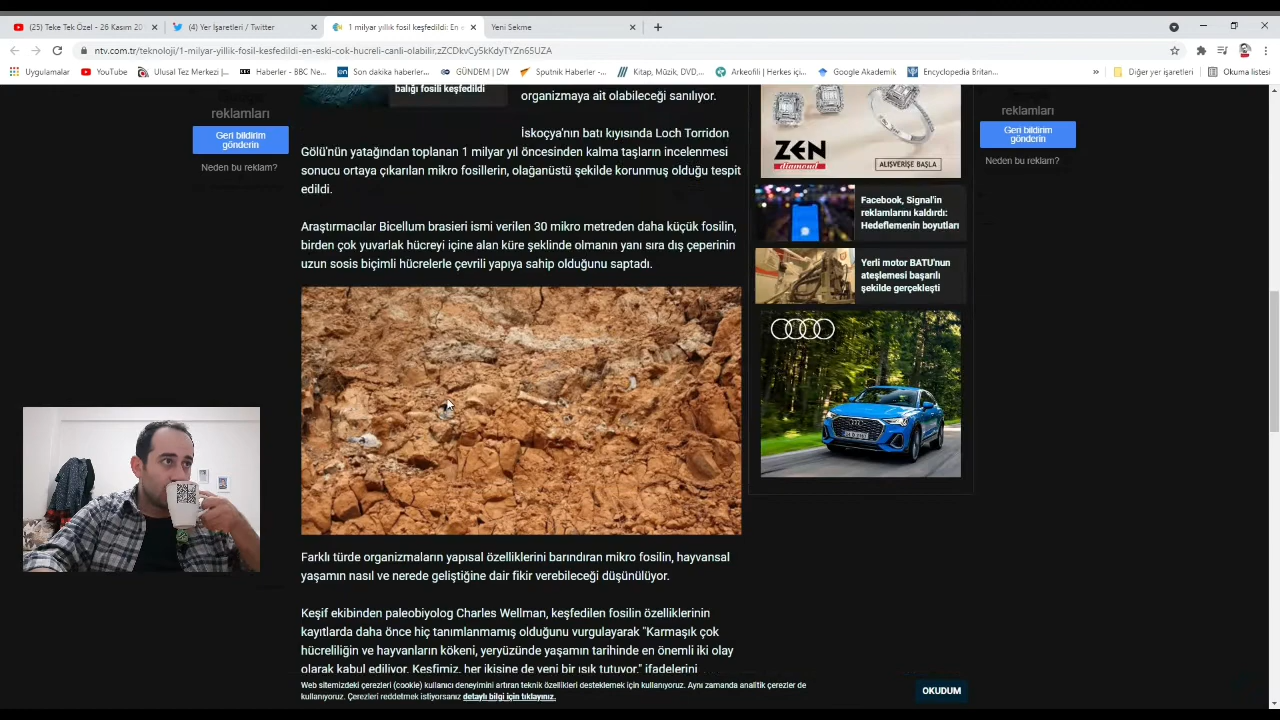 (25) Teke Tek Özel - 26 Kasım 20
(4) Yer İşaretleri / Twitter
1 milyar yıllık fosil keşfedildi: En e
Yeni Sekme
ntv.com.tr/teknoloji/1-milyar-yillik-fosil-kesfedildi-en-eski-cok-hucreli-canli-olabilir,zZCDkvCySkKdyTYZn65UZA
Uygulamalar
YouTube
Ulusal Tez Merkezi |...
Haberler - BBC Ne...
Son dakika haberler...
GÜNDEM | DW
Sputnik Haberler -...
Kitap, Müzik, DVD,...
Arkeofili | Herkes içi...
Google Akademik
Encyclopedia Britan...
»
Diğer yer işaretleri
Okuma listesi
reklamları
Geri bildirim
gönderin
Neden bu reklam?
balığı fosili keşfedildi
organizmaya ait olabileceği sanılıyor.
İskoçya'nın batı kıyısında Loch Torridon
Gölü'nün yatağından toplanan 1 milyar yıl öncesinden kalma taşların incelenmesi
sonucu ortaya çıkarılan mikro fosillerin, olağanüstü şekilde korunmuş olduğu tespit
edildi.
Araştırmacılar Bicellum brasieri ismi verilen 30 mikro metreden daha küçük fosilin,
birden çok yuvarlak hücreyi içine alan küre şeklinde olmanın yanı sıra dış çeperinin
uzun sosis biçimli hücrelerle çevrili yapıya sahip olduğunu saptadı.
Farklı türde organizmaların yapısal özelliklerini barındıran mikro fosilin, hayvansal
yaşamın nasıl ve nerede geliştiğine dair fikir verebileceği düşünülüyor.
Keşif ekibinden paleobiyolog Charles Wellman, keşfedilen fosilin özelliklerinin
kayıtlarda daha önce hiç tanımlanmamış olduğunu vurgulayarak "Karmaşık çok
hücreliliğin ve hayvanların kökeni, yeryüzünde yaşamın tarihinde en önemli iki olay
olarak kabul ediliyor. Keşfimiz, her ikisine de yeni bir ışık tutuyor." ifadelerini
ZEN
diamond
ALIŞVERİŞE BAŞLA
Facebook, Signal'in
reklamlarını kaldırdı:
Hedeflemenin boyutları
Yerli motor BATU'nun
ateşlemesi başarılı
şekilde gerçekleşti
reklamları
Geri bildirim
gönderin
Neden bu reklam?
Web sitemizdeki çerezleri (cookie) kullanıcı deneyimini artıran teknik özellikleri desteklemek için kullanıyoruz. Aynı zamanda analitik çerezler de
kullanıyoruz. Çerezleri reddetmek istiyorsanız detaylı bilgi için tıklayınız.
OKUDUM